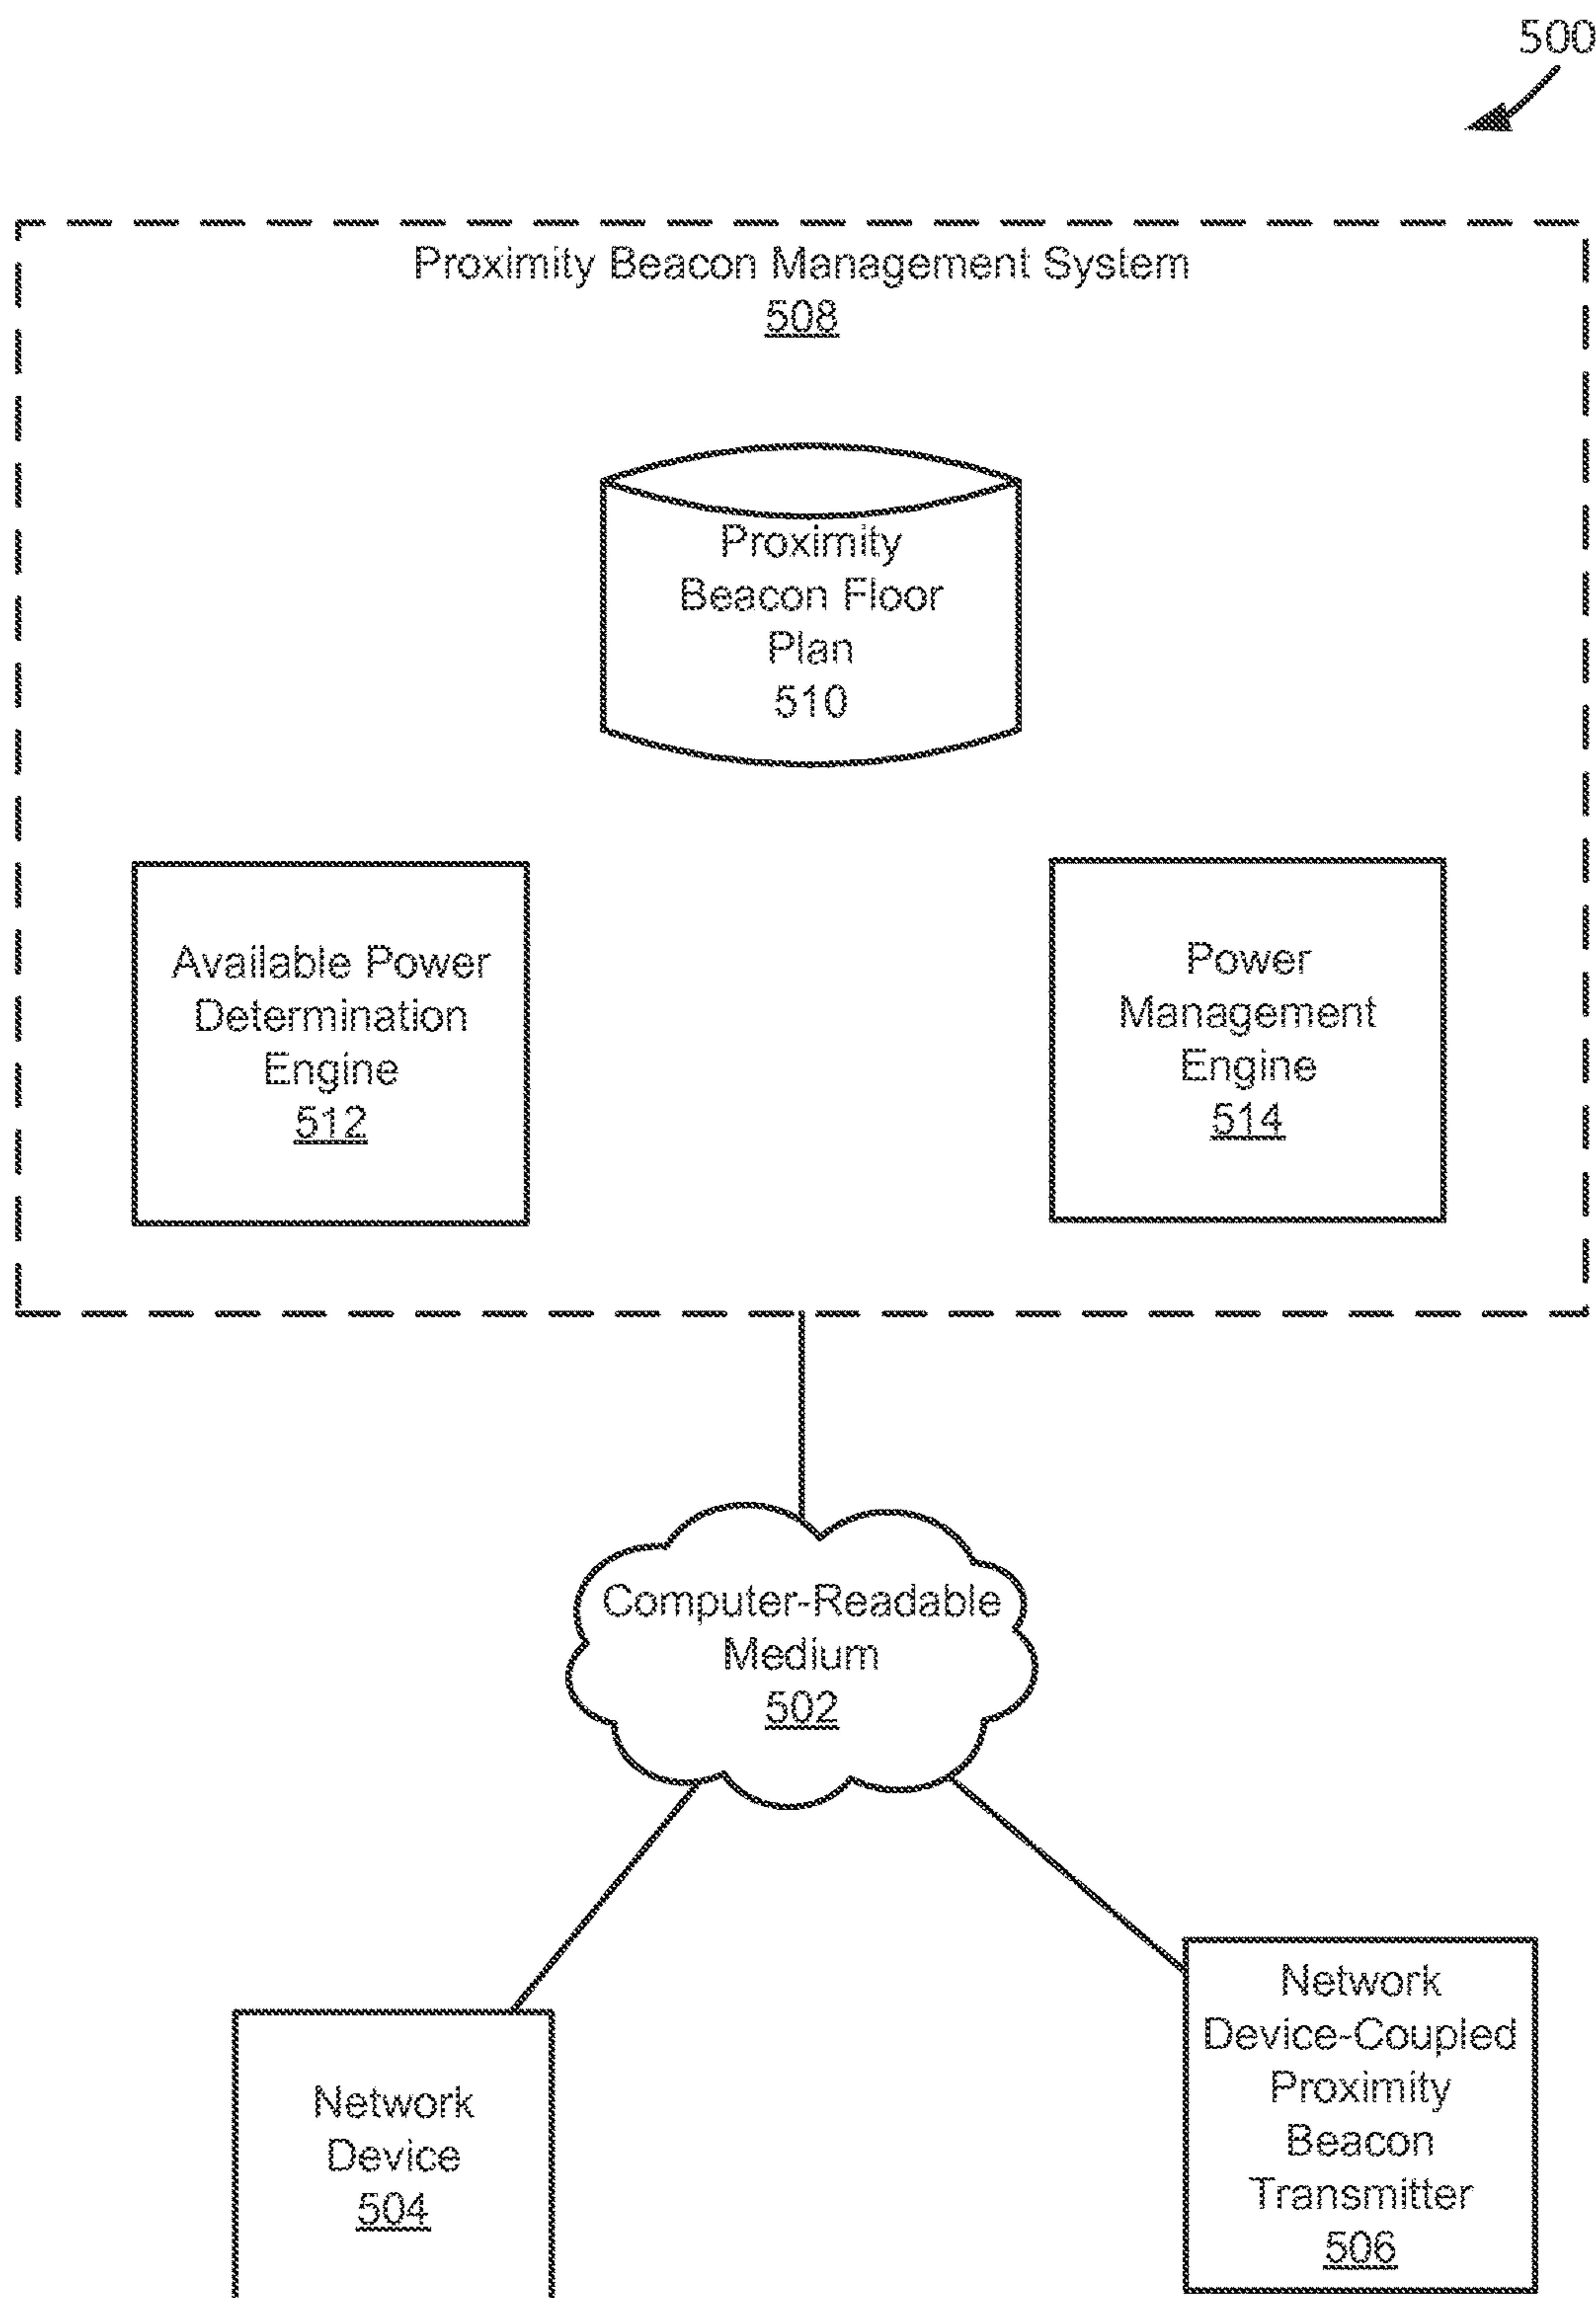 500
Proximity Beacon Management System
508
Proximity
Beacon Floor
Plan
510
Available Power
Determination
Engine
512
Power
Management
Engine
514
Computer-Readable
Medium
502
Network
Device
504
Network
Device-Coupled
Proximity
Beacon
Transmitter
506